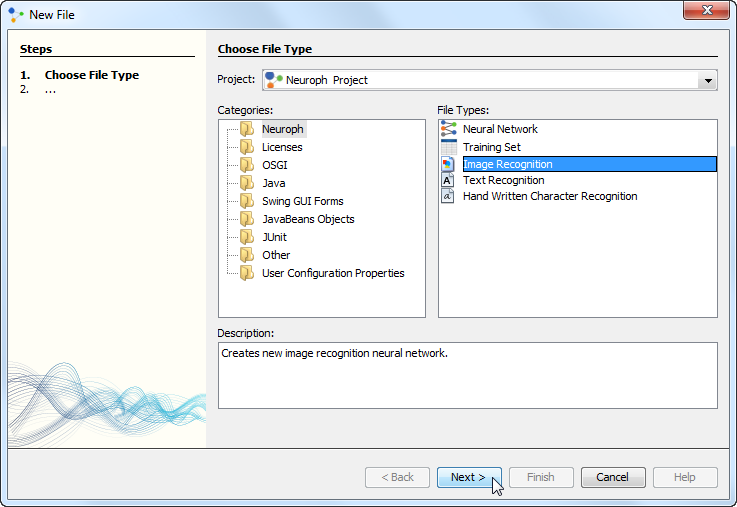 New File
Steps
1. Choose File Type
2. ...
Choose File Type
Project: Neuroph Project
Categories:
Neuroph
Licenses
OSGI
Java
Swing GUI Forms
JavaBeans Objects
JUnit
Other
User Configuration Properties
File Types:
Neural Network
Training Set
Image Recognition
Text Recognition
Hand Written Character Recognition
Description:
Creates new image recognition neural network.
< Back Next > Finish Cancel Help